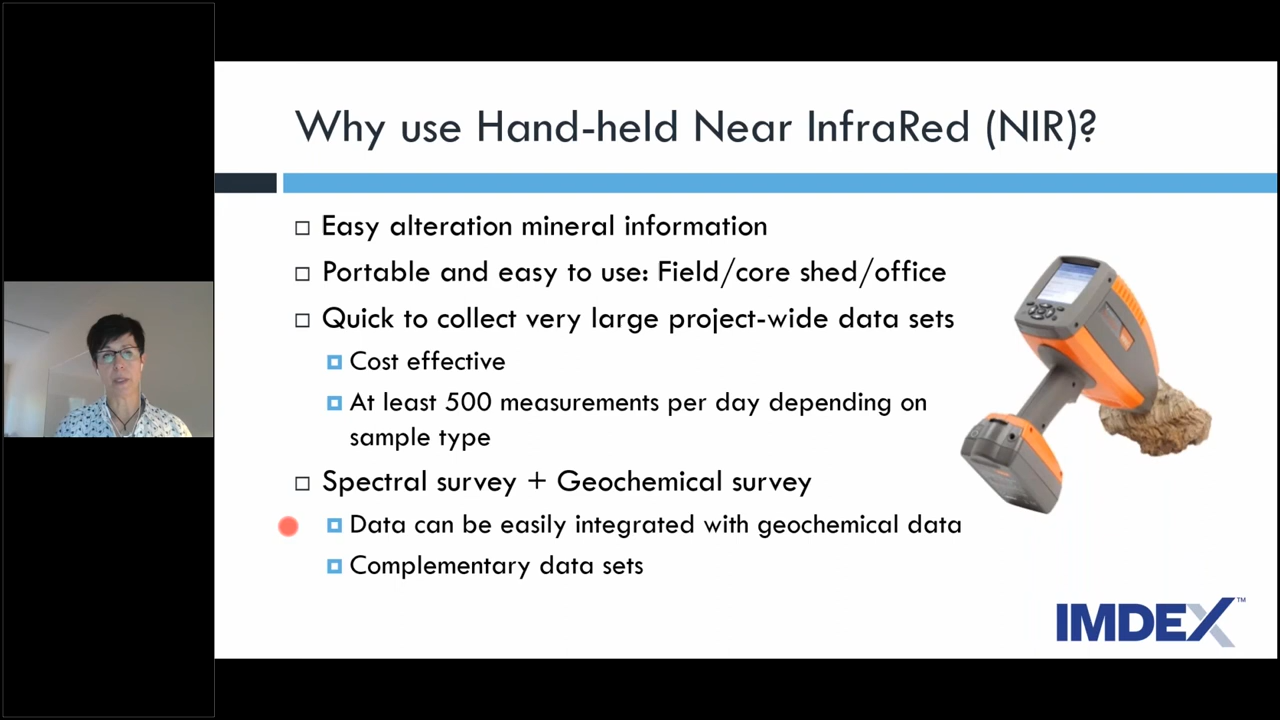 Why use Hand-held Near InfraRed (NIR)?
Easy alteration mineral information
Portable and easy to use: Field/core shed/office
Quick to collect very large project-wide data sets
Cost effective
At least 500 measurements per day depending on
sample type
Spectral survey + Geochemical survey
Data can be easily integrated with geochemical data
Complementary data sets
IMDEX™